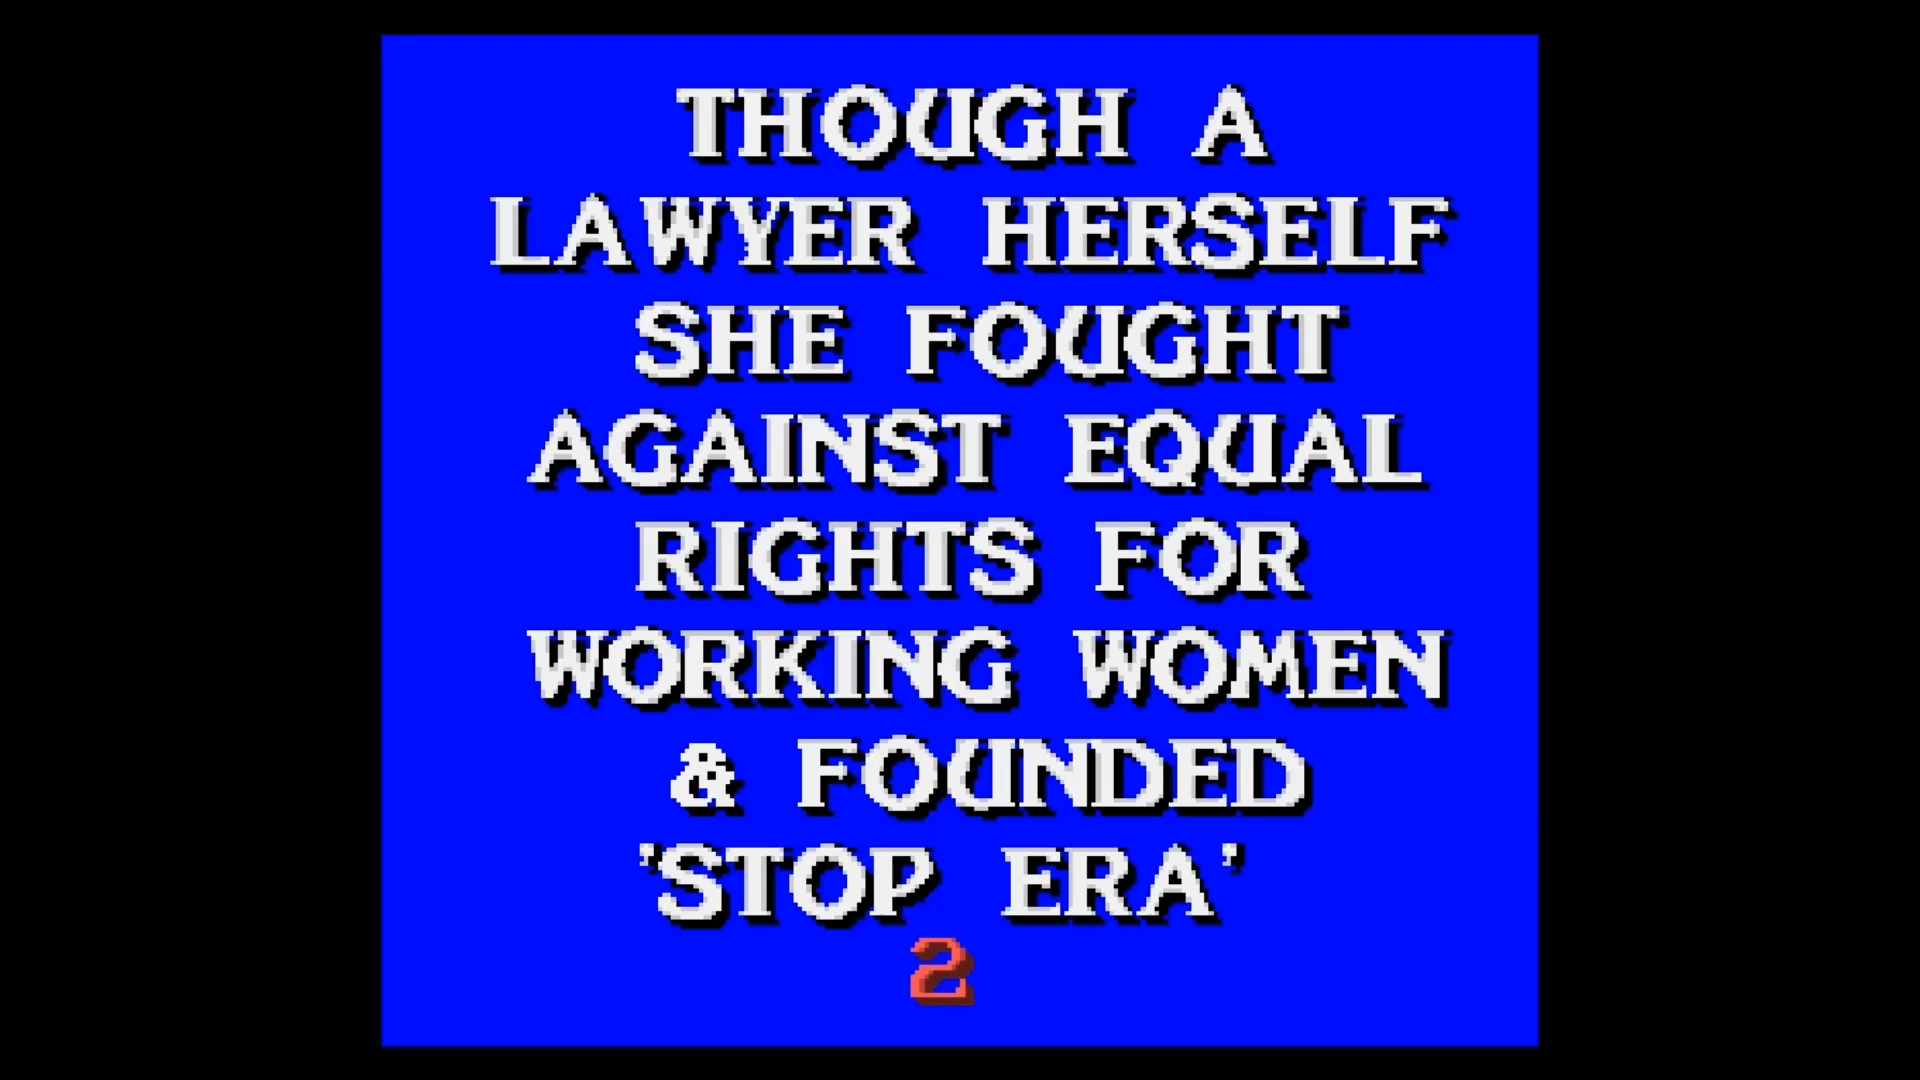 THOUGH A
LAWYER HERSELF
SHE FOUGHT
AGAINST EQUAL
RIGHTS FOR
WORKING WOMEN
& FOUNDED
'STOP ERA'
2